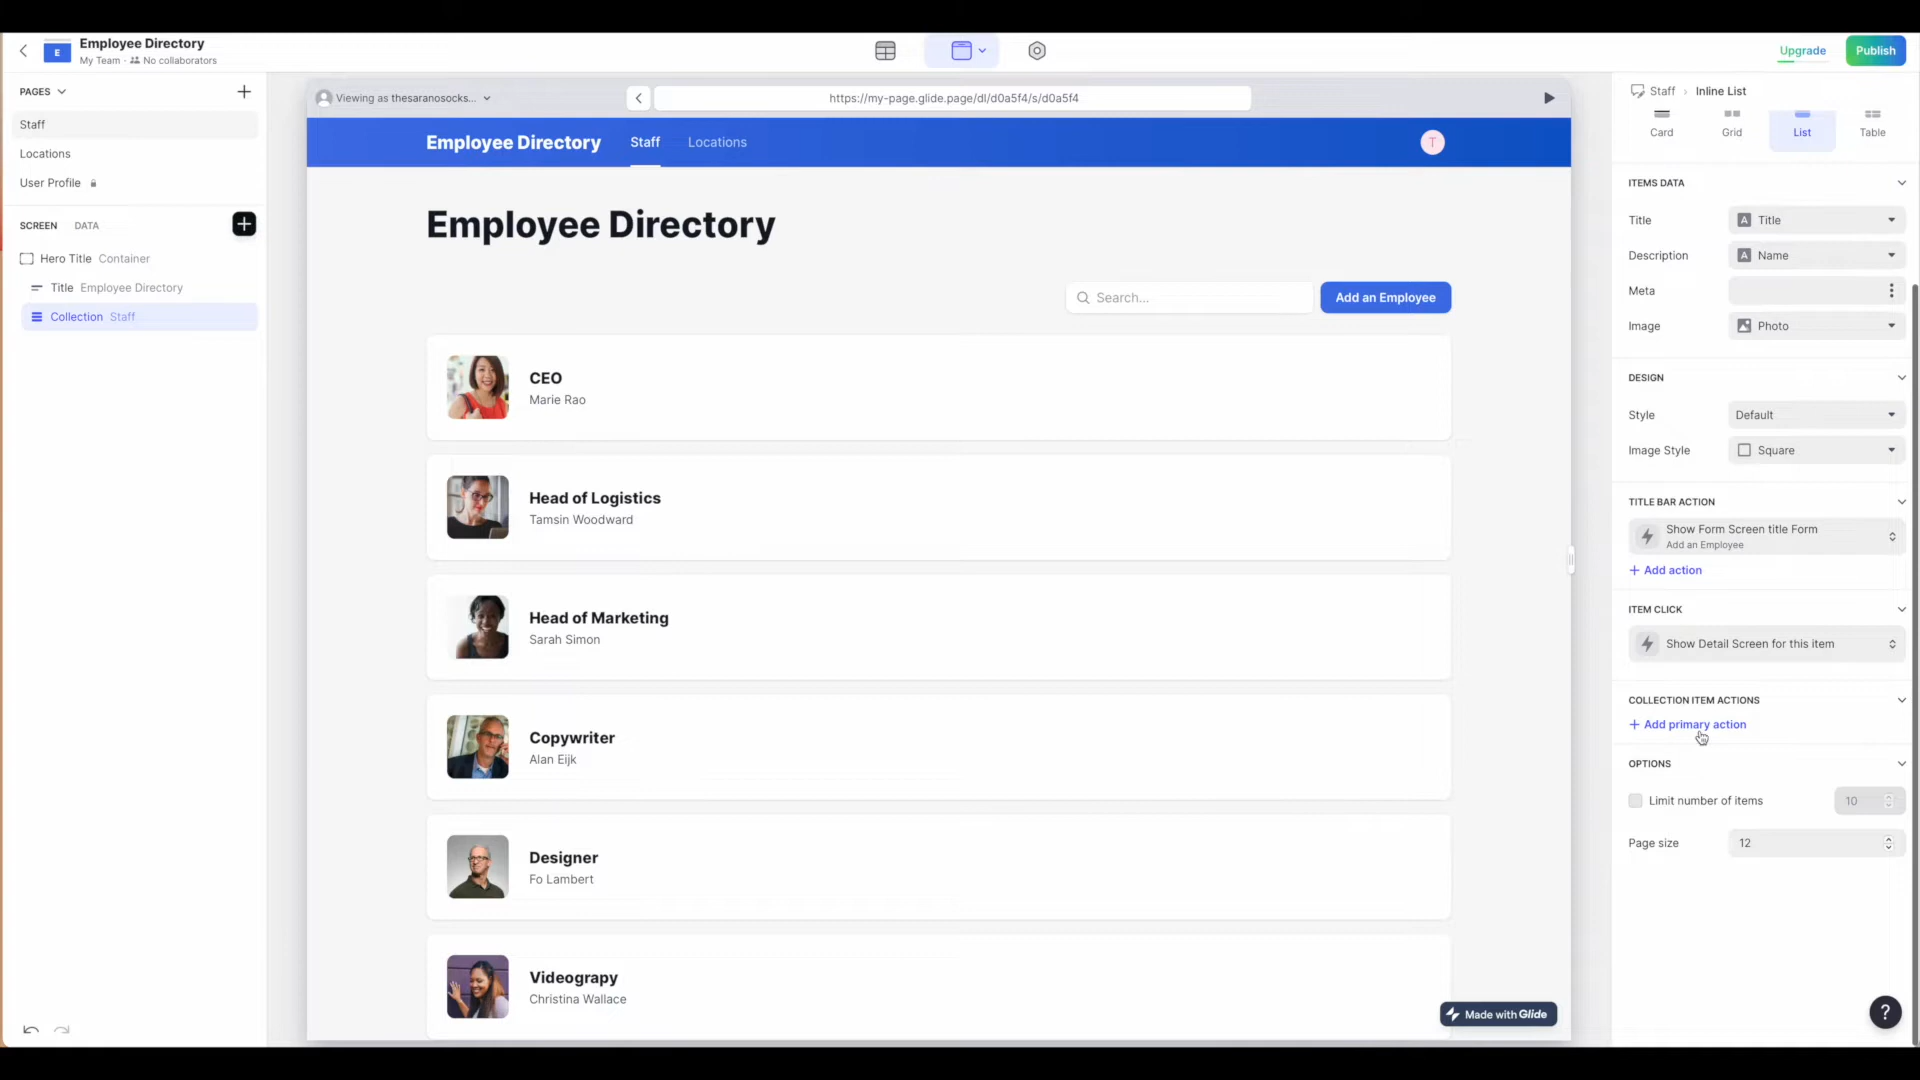 E
Employee Directory
My Team · No collaborators
Upgrade
Publish
PAGES
Staff
Locations
User Profile
SCREEN
DATA
Hero Title Container
Title Employee Directory
Collection Staff
Viewing as thesaranosocks...
https://my-page.glide.page/dl/d0a5f4/s/d0a5f4
Employee Directory
Staff
Locations
T
Employee Directory
Search...
Add an Employee
CEO
Marie Rao
Head of Logistics
Tamsin Woodward
Head of Marketing
Sarah Simon
Copywriter
Alan Eijk
Designer
Fo Lambert
Videograpy
Christina Wallace
Made with Glide
Staff › Inline List
Card
Grid
List
Table
ITEMS DATA
Title
A Title
Description
A Name
Meta
Image
Photo
DESIGN
Style
Default
Image Style
Square
TITLE BAR ACTION
Show Form Screen title Form
Add an Employee
+ Add action
ITEM CLICK
Show Detail Screen for this item
COLLECTION ITEM ACTIONS
+ Add primary action
OPTIONS
Limit number of items
10
Page size
12
?